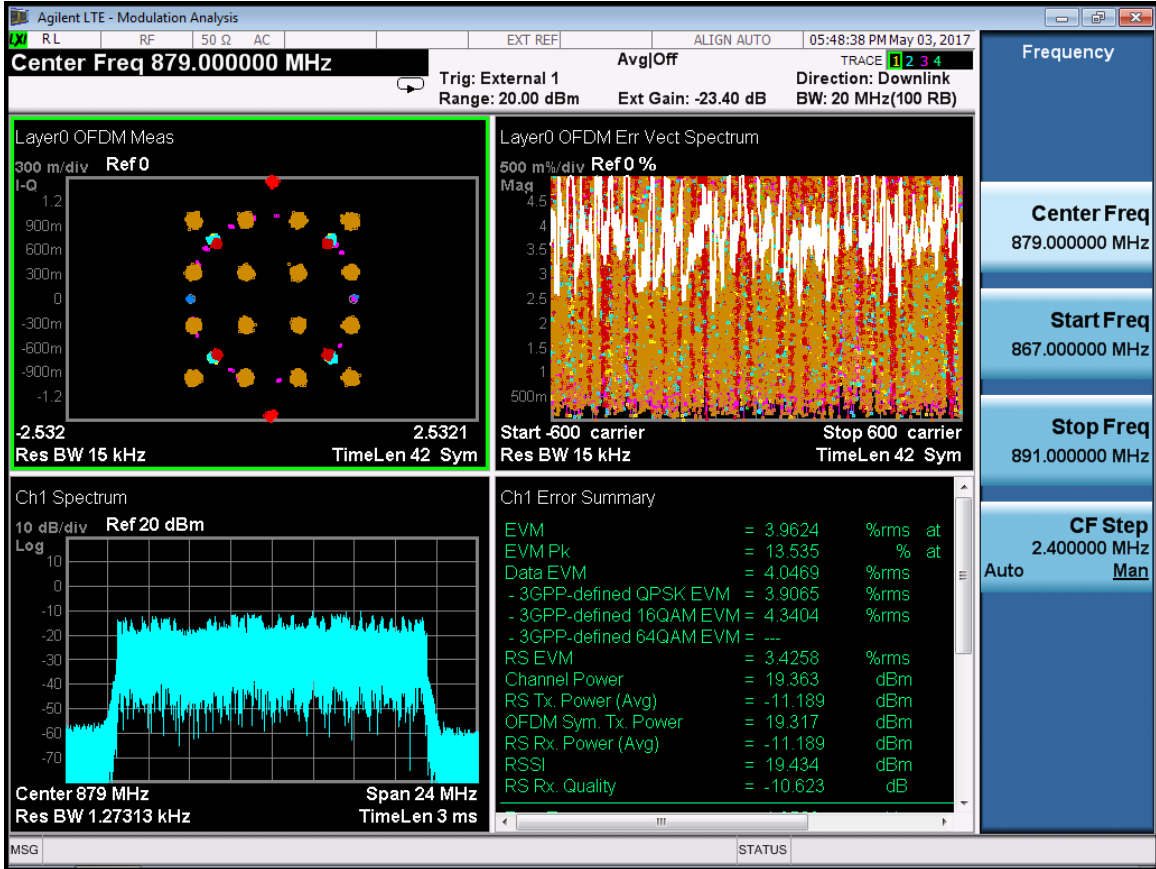 Agilent LTE - Modulation Analysis
LXI RL RF 50 Ω AC EXT REF ALIGN AUTO 05:48:38 PM May 03, 2017
Center Freq 879.000000 MHz
Avg|Off TRACE 1 2 3 4
Trig: External 1 Direction: Downlink
Range: 20.00 dBm Ext Gain: -23.40 dB BW: 20 MHz(100 RB)
Layer0 OFDM Meas
300 m/div Ref 0
I-Q
1.2
900m
600m
300m
0
-300m
-600m
-900m
-1.2
-2.532 2.5321
Res BW 15 kHz TimeLen 42 Sym
Layer0 OFDM Err Vect Spectrum
500 m%/div Ref 0 %
Mag
4.5
4
3.5
3
2.5
2
1.5
1
500m
Start -600 carrier Stop 600 carrier
Res BW 15 kHz TimeLen 42 Sym
Ch1 Spectrum
10 dB/div Ref 20 dBm
Log
10
0
-10
-20
-30
-40
-50
-60
-70
Center 879 MHz Span 24 MHz
Res BW 1.27313 kHz TimeLen 3 ms
Ch1 Error Summary
EVM = 3.9624 %rms at
EVM Pk = 13.535 % at
Data EVM = 4.0469 %rms
- 3GPP-defined QPSK EVM = 3.9065 %rms
- 3GPP-defined 16QAM EVM = 4.3404 %rms
- 3GPP-defined 64QAM EVM = ---
RS EVM = 3.4258 %rms
Channel Power = 19.363 dBm
RS Tx. Power (Avg) = -11.189 dBm
OFDM Sym. Tx. Power = 19.317 dBm
RS Rx. Power (Avg) = -11.189 dBm
RSSI = 19.434 dBm
RS Rx. Quality = -10.623 dB
Frequency
Center Freq
879.000000 MHz
Start Freq
867.000000 MHz
Stop Freq
891.000000 MHz
CF Step
2.400000 MHz
Auto Man
MSG STATUS